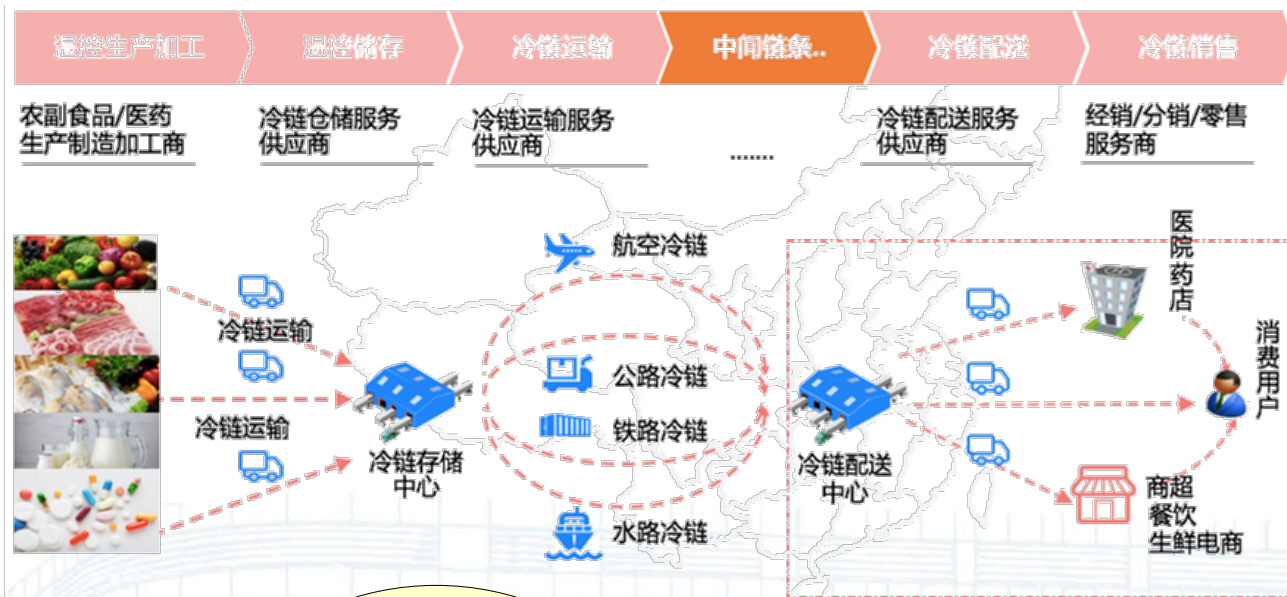 温控生产加工
温控储存
冷链运输
中间链条..
冷链配送
冷链销售
农副食品/医药
生产制造加工商
冷链仓储服务
供应商
冷链运输服务
供应商
.......
冷链配送服务
供应商
经销/分销/零售
服务商
冷链运输
冷链运输
冷链存储
中心
航空冷链
公路冷链
铁路冷链
水路冷链
冷链配送
中心
医院药店
消费用户
商超
餐饮
生鲜电商